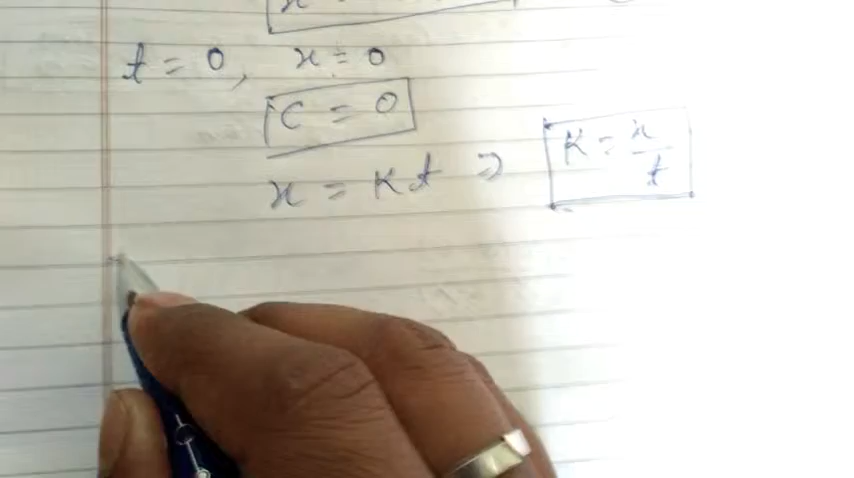 t = 0, x = 0
C = 0
x = Kt ⇒ K = x/t